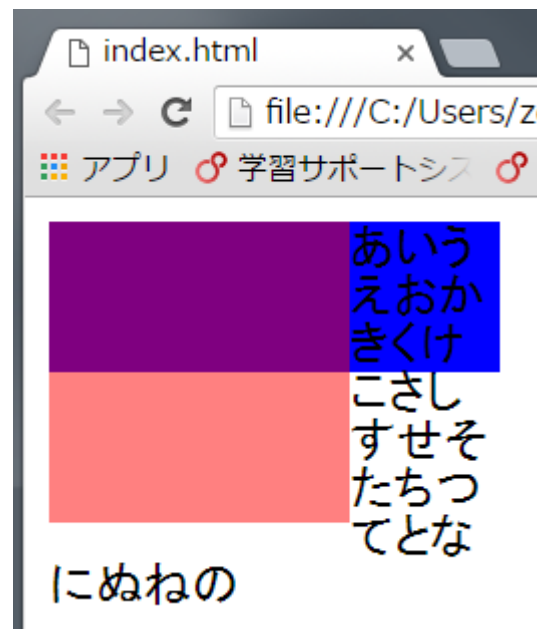 index.html
file:///C:/Users/z
アプリ 学習サポートシス
あいう
えおか
きくけ
こさし
すせそ
たちつ
てとな
にぬねの